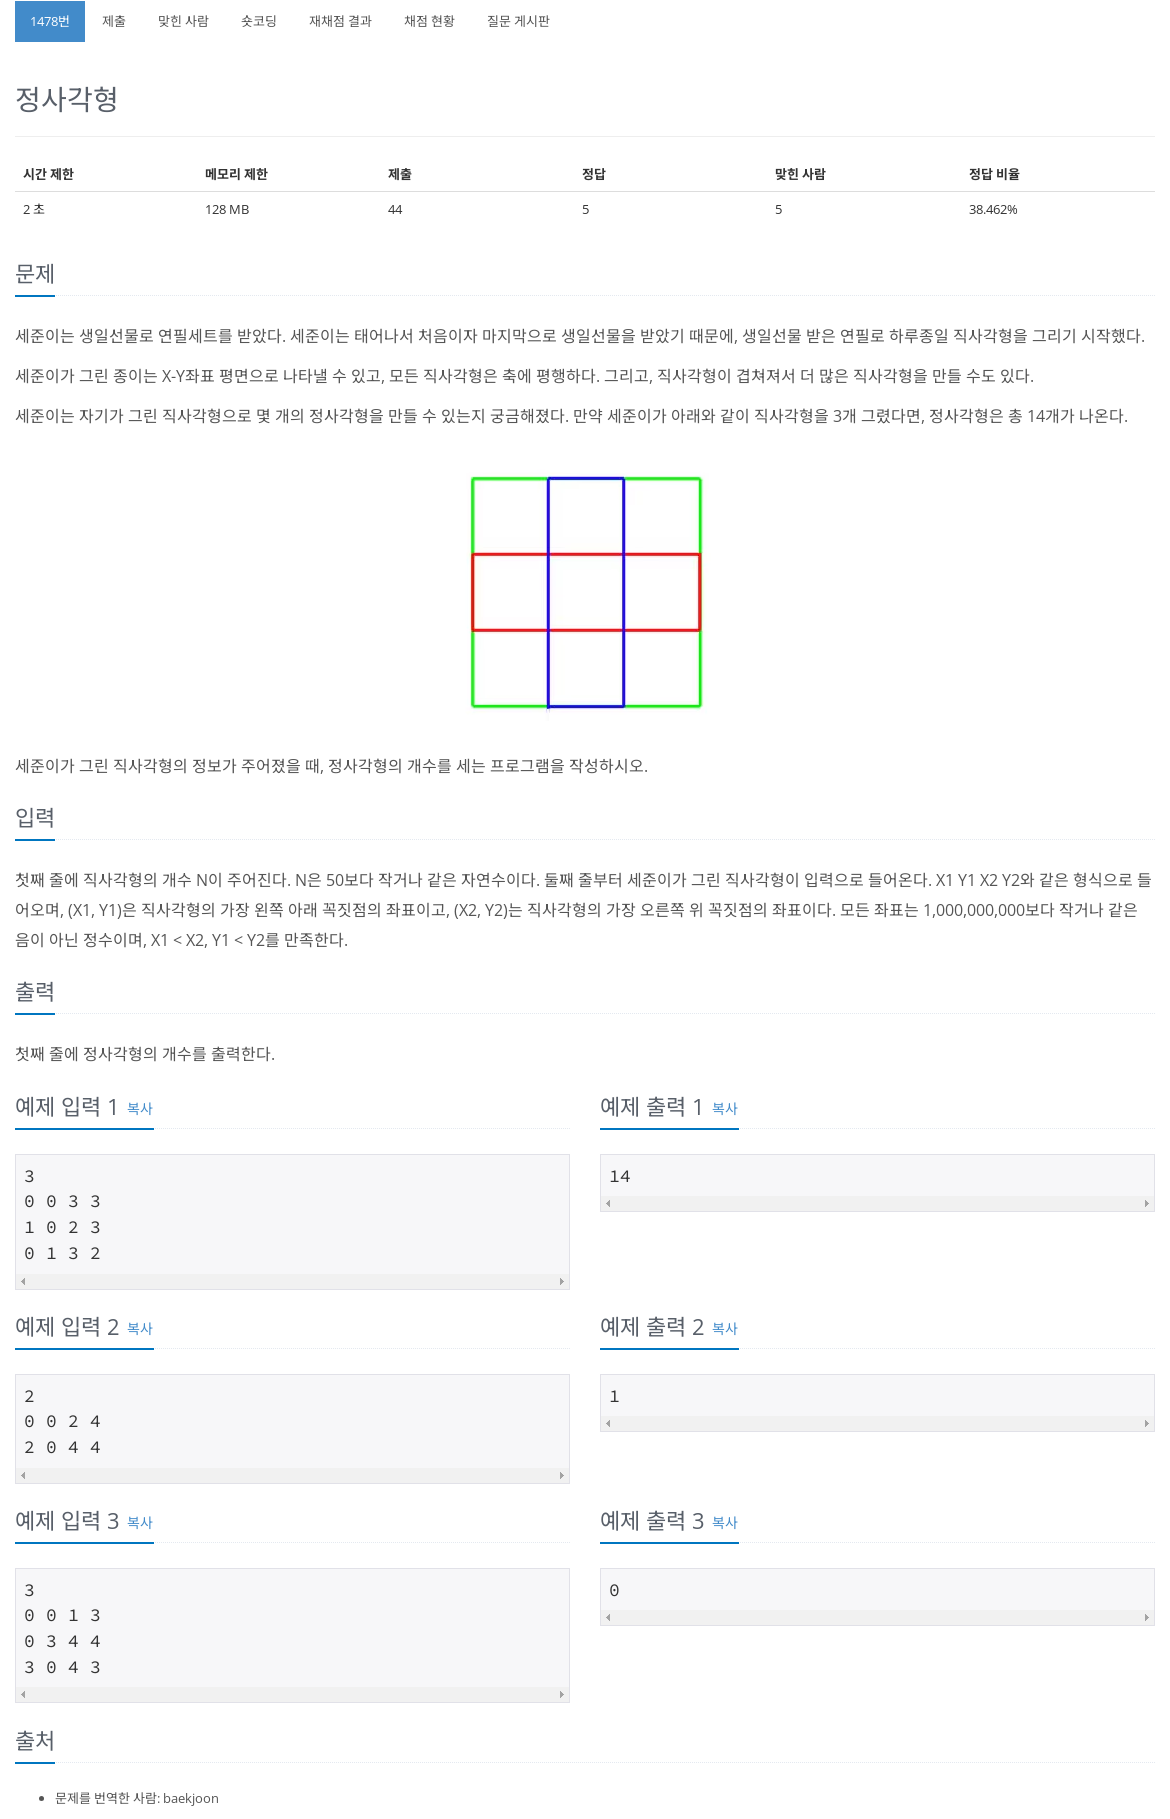 1478번 제출 맞힌 사람 숏코딩 재채점 결과 채점 현황 질문 게시판
정사각형
시간 제한 메모리 제한 제출 정답 맞힌 사람 정답 비율
2 초 128 MB 44 5 5 38.462%
문제
세준이는 생일선물로 연필세트를 받았다. 세준이는 태어나서 처음이자 마지막으로 생일선물을 받았기 때문에, 생일선물 받은 연필로 하루종일 직사각형을 그리기 시작했다.
세준이가 그린 종이는 X-Y좌표 평면으로 나타낼 수 있고, 모든 직사각형은 축에 평행하다. 그리고, 직사각형이 겹쳐져서 더 많은 직사각형을 만들 수도 있다.
세준이는 자기가 그린 직사각형으로 몇 개의 정사각형을 만들 수 있는지 궁금해졌다. 만약 세준이가 아래와 같이 직사각형을 3개 그렸다면, 정사각형은 총 14개가 나온다.
세준이가 그린 직사각형의 정보가 주어졌을 때, 정사각형의 개수를 세는 프로그램을 작성하시오.
입력
첫째 줄에 직사각형의 개수 N이 주어진다. N은 50보다 작거나 같은 자연수이다. 둘째 줄부터 세준이가 그린 직사각형이 입력으로 들어온다. X1 Y1 X2 Y2와 같은 형식으로 들
어오며, (X1, Y1)은 직사각형의 가장 왼쪽 아래 꼭짓점의 좌표이고, (X2, Y2)는 직사각형의 가장 오른쪽 위 꼭짓점의 좌표이다. 모든 좌표는 1,000,000,000보다 작거나 같은
음이 아닌 정수이며, X1 < X2, Y1 < Y2를 만족한다.
출력
첫째 줄에 정사각형의 개수를 출력한다.
예제 입력 1 복사
3
0 0 3 3
1 0 2 3
0 1 3 2
예제 출력 1 복사
14
예제 입력 2 복사
2
0 0 2 4
2 0 4 4
예제 출력 2 복사
1
예제 입력 3 복사
3
0 0 1 3
0 3 4 4
3 0 4 3
예제 출력 3 복사
0
출처
문제를 번역한 사람: baekjoon